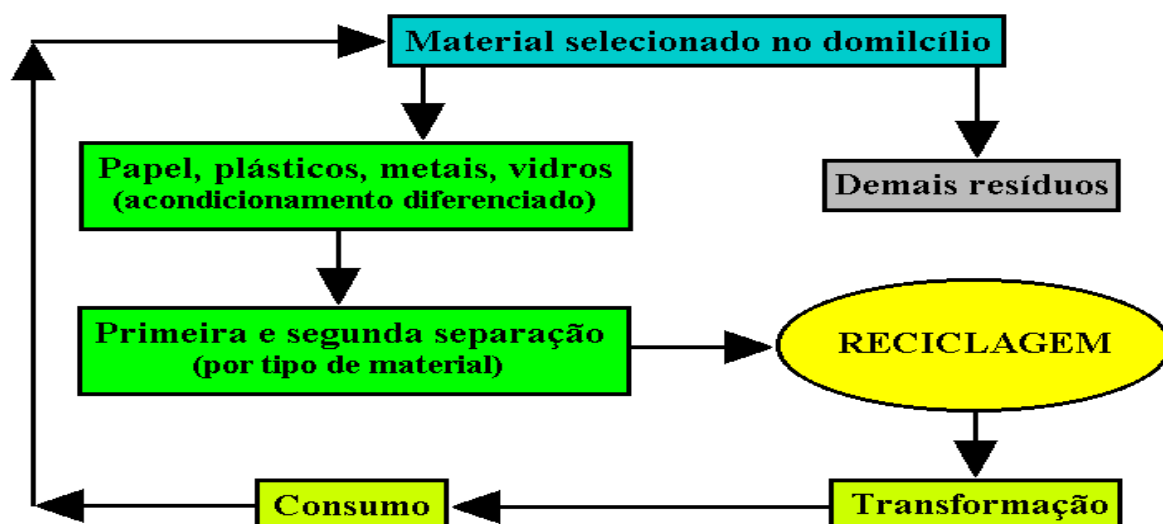 Material selecionado no domilcílio
Papel, plásticos, metais, vidros
(acondicionamento diferenciado)
Demais resíduos
Primeira e segunda separação
(por tipo de material)
RECICLAGEM
Consumo
Transformação